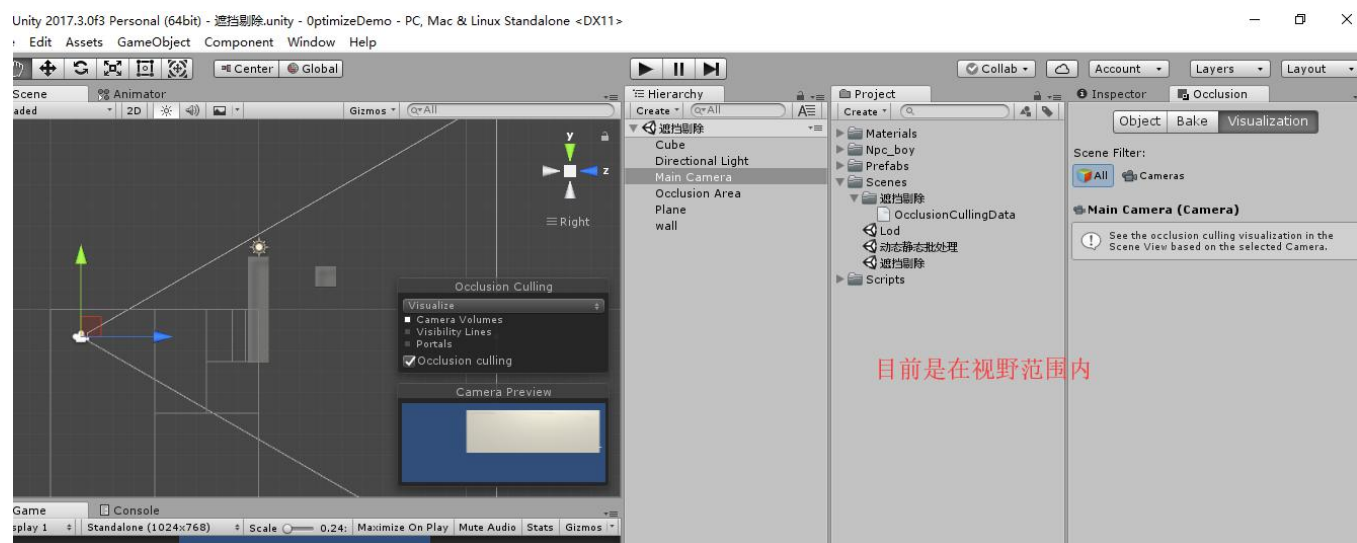 Unity 2017.3.0f3 Personal (64bit) - 遮挡剔除.unity - OptimizeDemo - PC, Mac & Linux Standalone <DX11>
Edit Assets GameObject Component Window Help
Center Global
Collab
Account
Layers
Layout
Scene
Animator
aded
2D
Gizmos
All
y
z
Right
Occlusion Culling
Visualize
Camera Volumes
Visibility Lines
Portals
Occlusion culling
Camera Preview
Game
Console
splay 1
Standalone (1024x768)
Scale
0.24:
Maximize On Play
Mute Audio
Stats
Gizmos
Hierarchy
Create
All
遮挡剔除
Cube
Directional Light
Main Camera
Occlusion Area
Plane
wall
Project
Create
Materials
Npc_boy
Prefabs
Scenes
遮挡剔除
OcclusionCullingData
Lod
动态静态批处理
遮挡剔除
Scripts
目前是在视野范围内
Inspector
Occlusion
Object
Bake
Visualization
Scene Filter:
All
Cameras
Main Camera (Camera)
See the occlusion culling visualization in the
Scene View based on the selected Camera.